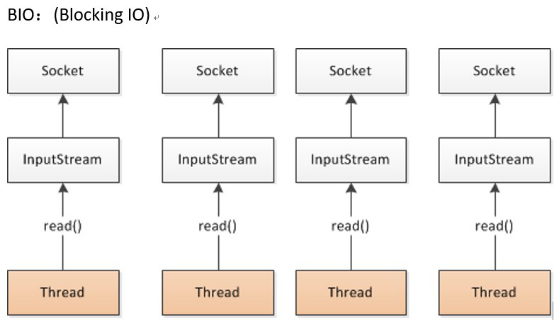 BIO：(Blocking IO)
Socket Socket Socket Socket
InputStream InputStream InputStream InputStream
read() read() read() read()
Thread Thread Thread Thread